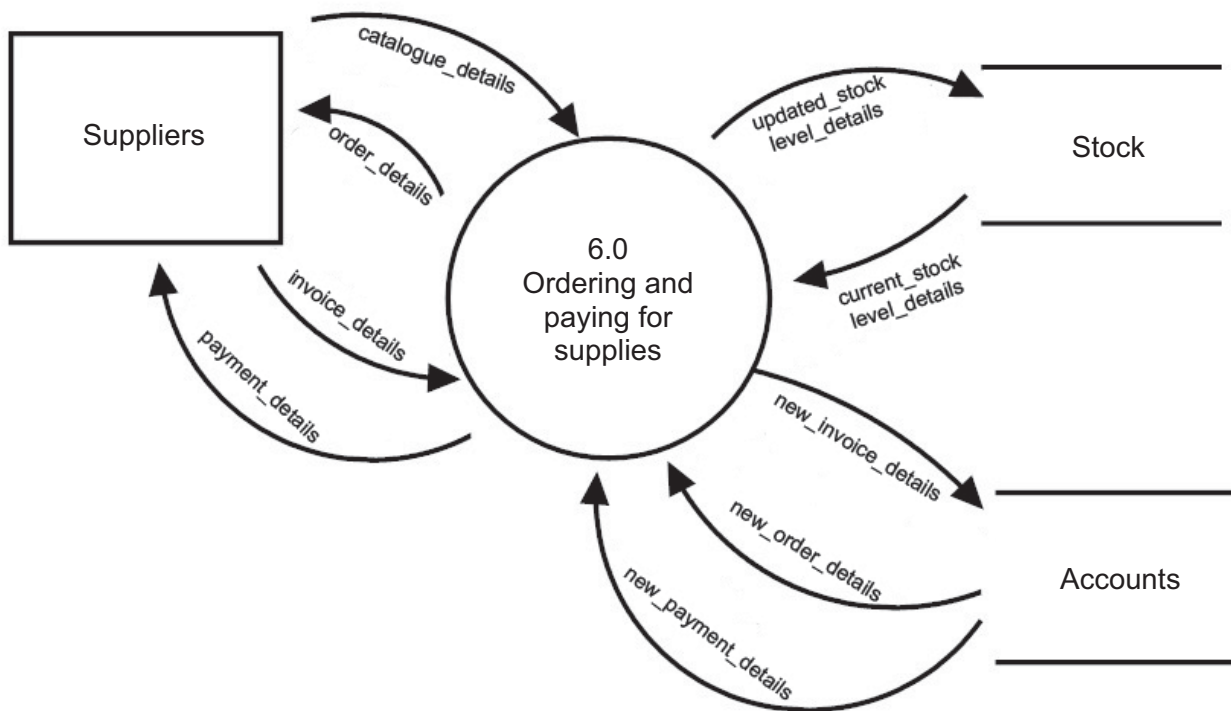 catalogue_details
Suppliers
order_details
updated_stock
level_details
Stock
6.0
Ordering and
paying for
supplies
current_stock
level_details
invoice_details
payment_details
new_invoice_details
new_order_details
Accounts
new_payment_details